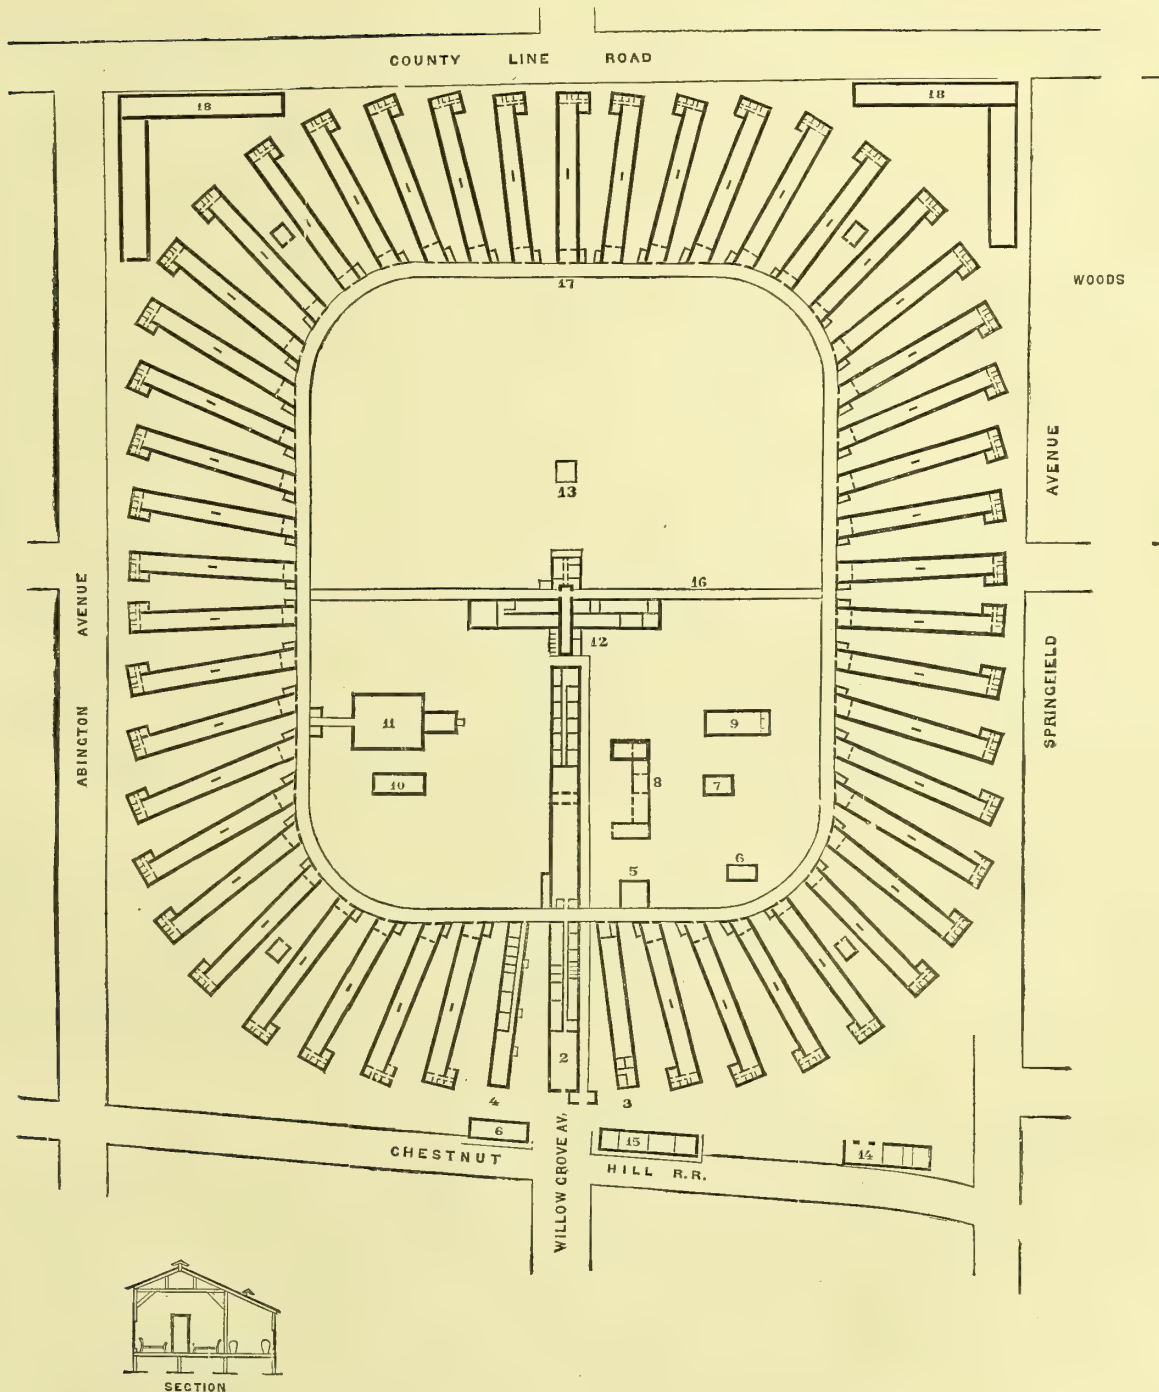 COUNTY LINE ROAD
18
18
17
WOODS
13
AVENUE
ABINGTON AVENUE
16
12
SPRINGFIELD
11
9
10
8
7
6
5
2
4
3
6
15
14
CHESTNUT HILL R.R.
WILLOW GROVE AV.
SECTION